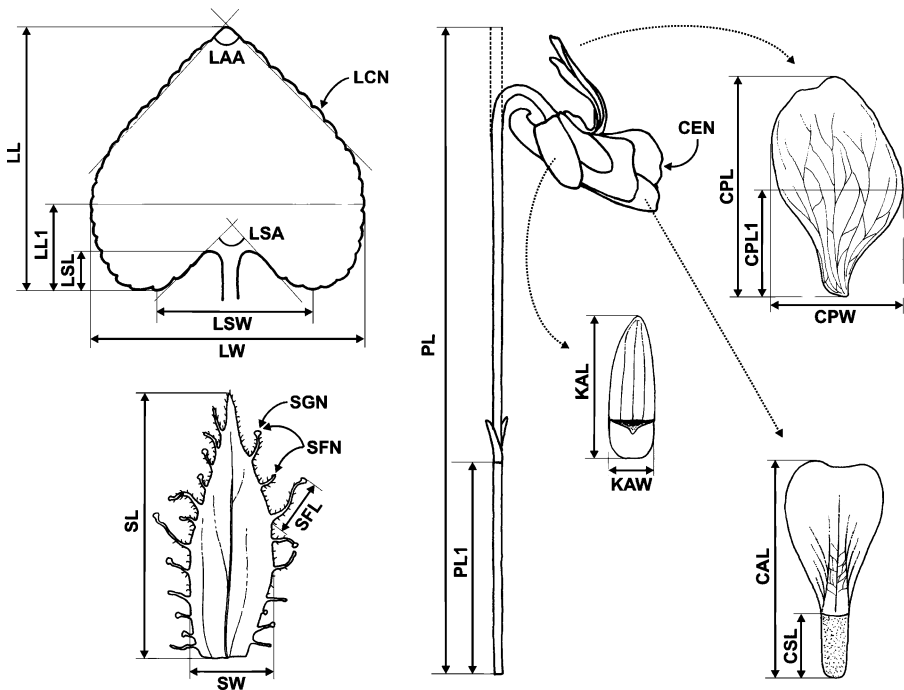 LAA
LCN
LL
LL1
LSL
LSA
LSW
LW
PL
PL1
CEN
CPL
CPL1
CPW
KAL
KAW
SGN
SFN
SFL
SL
SW
CAL
CSL